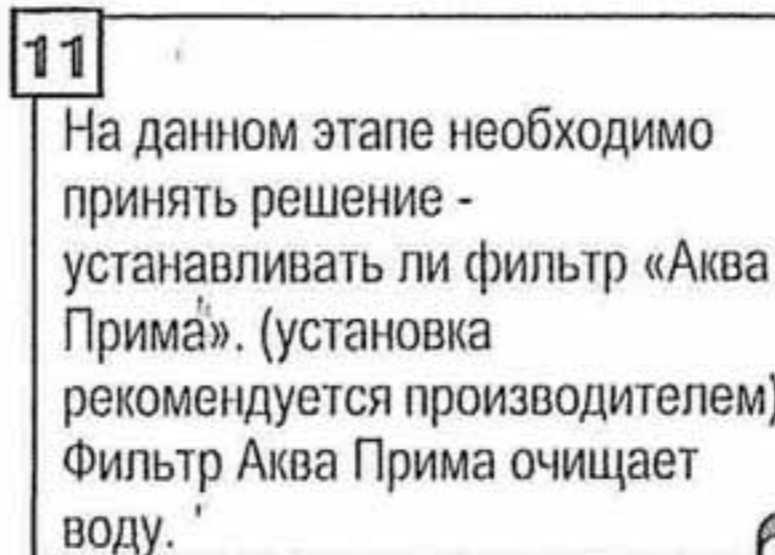 11
На данном этапе необходимо
принять решение -
устанавливать ли фильтр «Аква
Прима». (установка
рекомендуется производителем)
Фильтр Аква Прима очищает
воду.